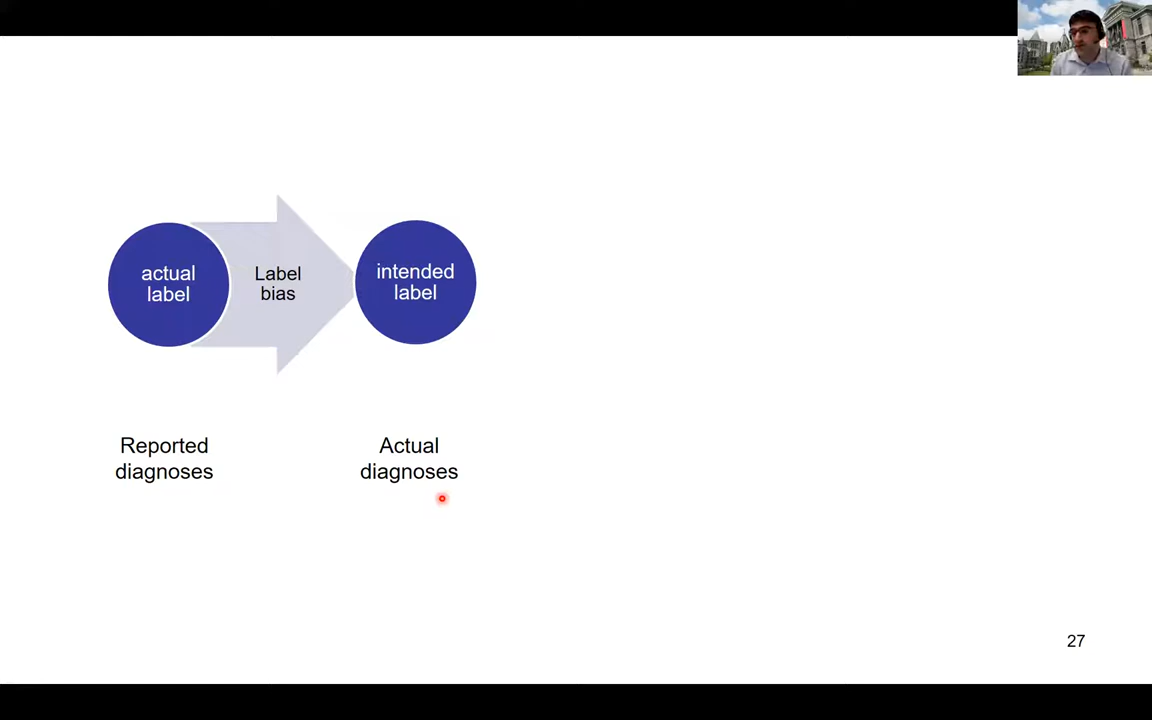 actual
label
Label
bias
intended
label
Reported
diagnoses
Actual
diagnoses
27